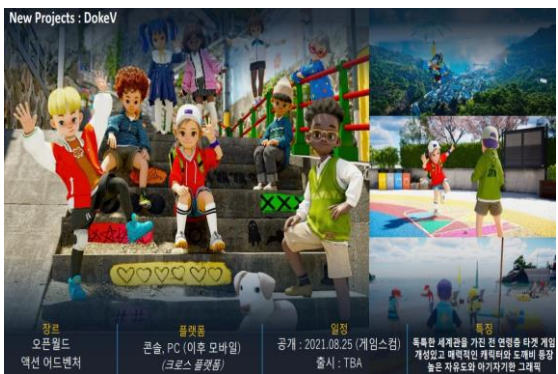 New Projects : DokeV
장르
오픈월드
액션 어드벤처
플랫폼
콘솔, PC (이후 모바일)
(크로스 플랫폼)
일정
공개 : 2021.08.25 (게임스컴)
출시 : TBA
특징
독특한 세계관을 가진 전 연령층 타겟 게임
개성있고 매력적인 캐릭터와 도깨비 등장
높은 자유도와 아기자기한 그래픽